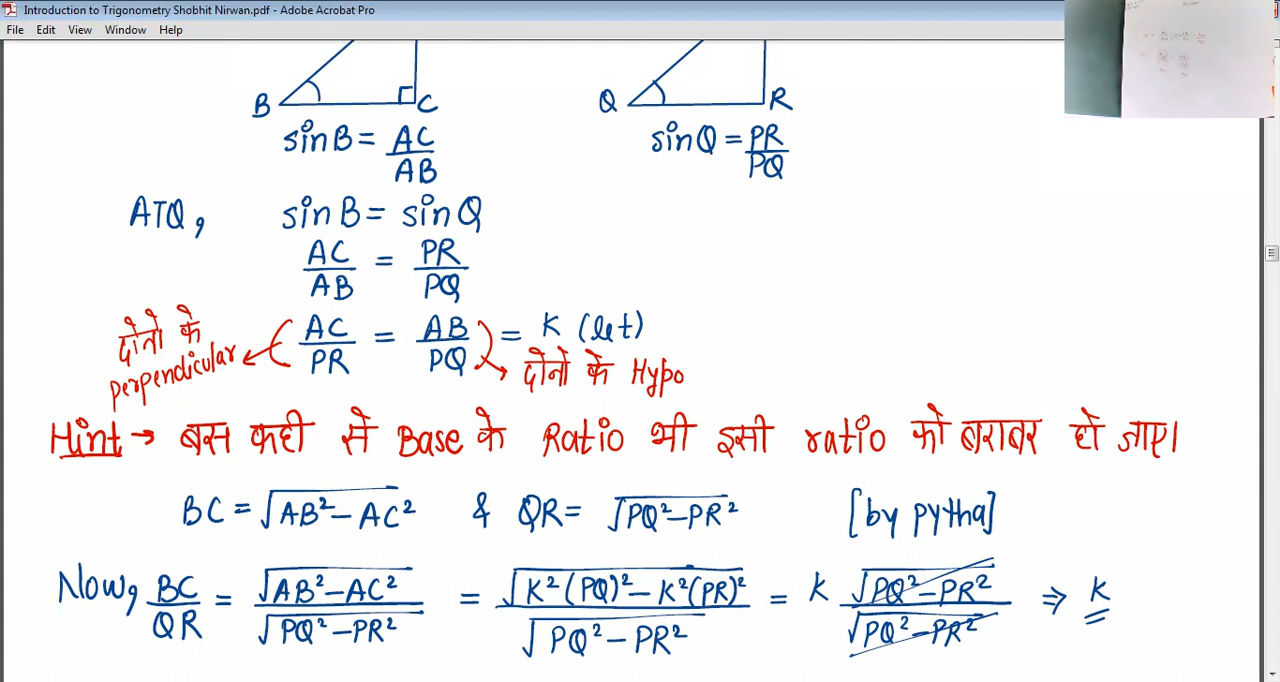 Introduction to Trigonometry Shobhit Nirwan.pdf - Adobe Acrobat Pro
File Edit View Window Help
B C Q R
sin B = AC/AB sin Q = PR/PQ
ATQ, sin B = sin Q
AC/AB = PR/PQ
दोनो के perpendicular ← ( AC/PR = AB/PQ ) = K (let)
→ दोनो के Hypo
Hint → बस कही से Base के Ratio भी इसी ratio को बराबर हो जाए।
BC = √AB² – AC² & QR = √PQ² – PR² [by pytha]
Now, BC/QR = √AB² – AC²/√PQ² – PR² = √K²(PQ)² – K²(PR)²/√PQ² – PR² = K √PQ² – PR²/√PQ² – PR² ⇒ K